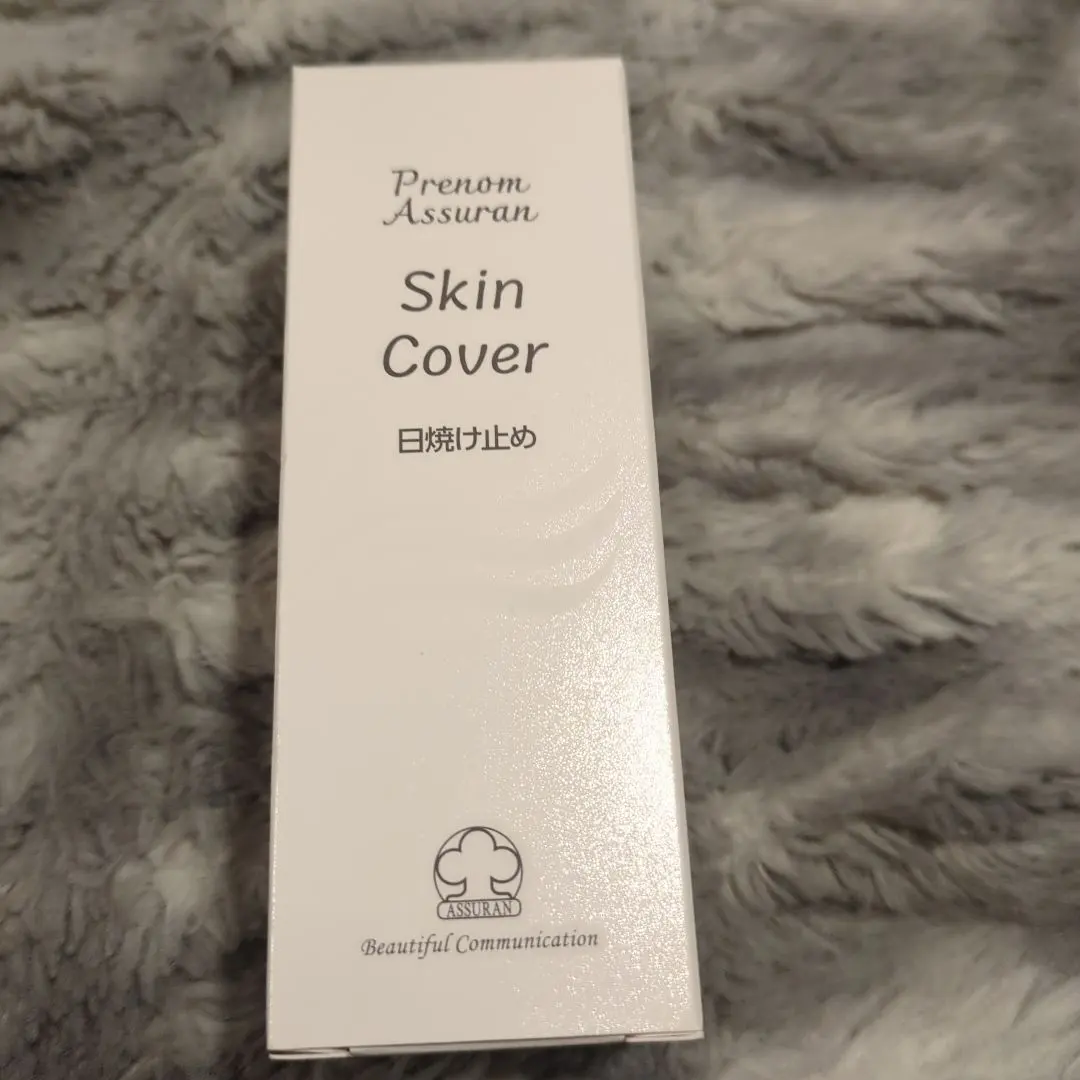 Prenom
Assuran
Skin
Cover
日焼け止め
ASSURAN
Beautiful Communication